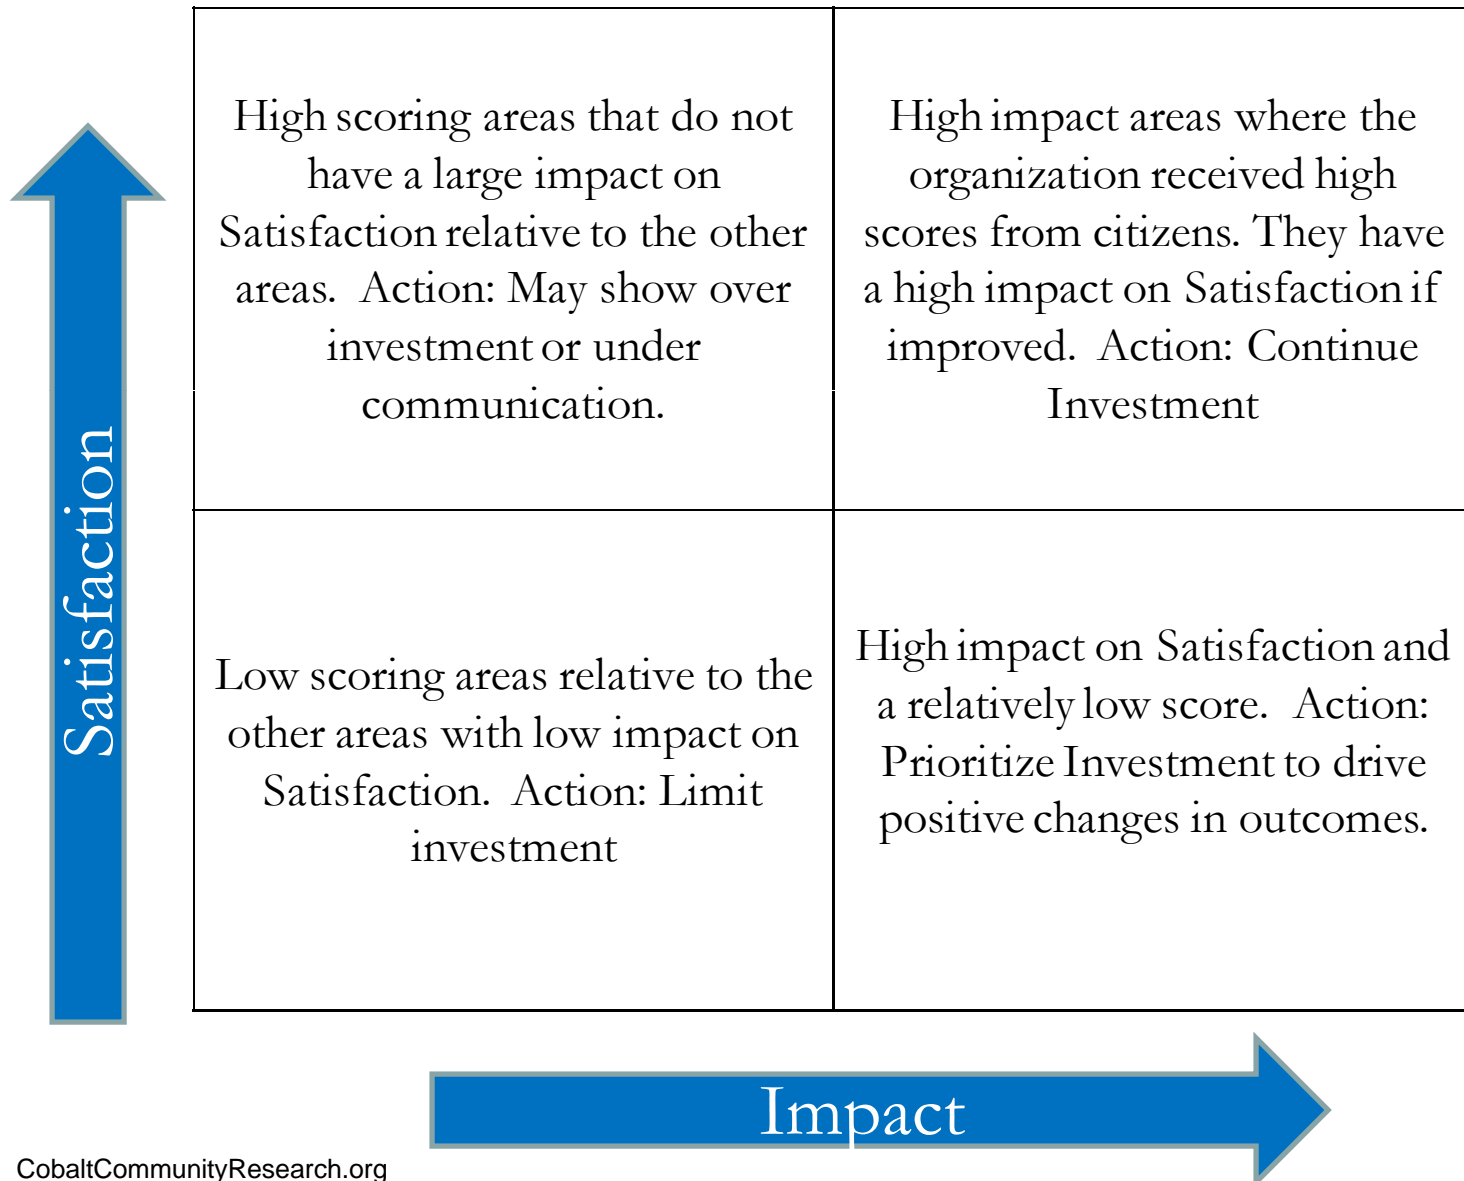 High scoring areas that do not
have a large impact on
Satisfaction relative to the other
areas.  Action: May show over
investment or under
communication.
High impact areas where the
organization received high
scores from citizens. They have
a high impact on Satisfaction if
improved.  Action: Continue
Investment
Satisfaction
Low scoring areas relative to the
other areas with low impact on
Satisfaction.  Action: Limit
investment
High impact on Satisfaction and
a relatively low score.  Action:
Prioritize Investment to drive
positive changes in outcomes.
Impact
CobaltCommunityResearch.org